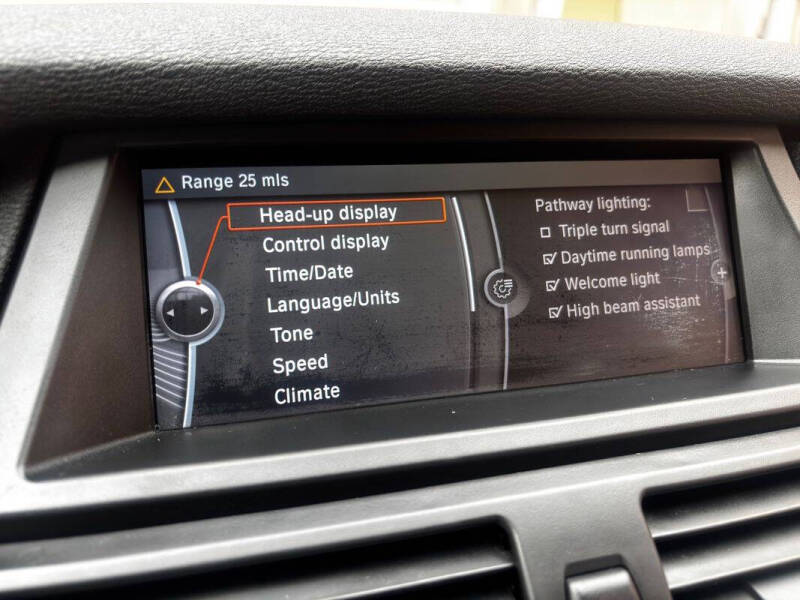 Range 25 mls
Head-up display
Control display
Time/Date
Language/Units
Tone
Speed
Climate
Pathway lighting:
Triple turn signal
Daytime running lamps
Welcome light
High beam assistant